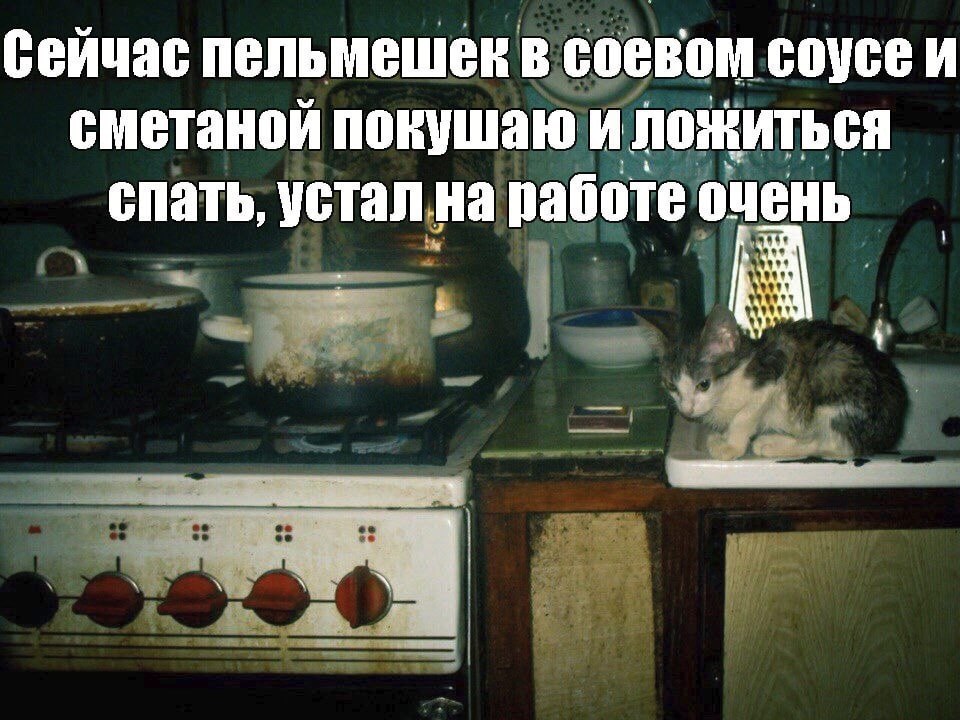 Сейчас пельмешек в соевом соусе и
сметаной покушаю и ложиться
спать, устал на работе очень